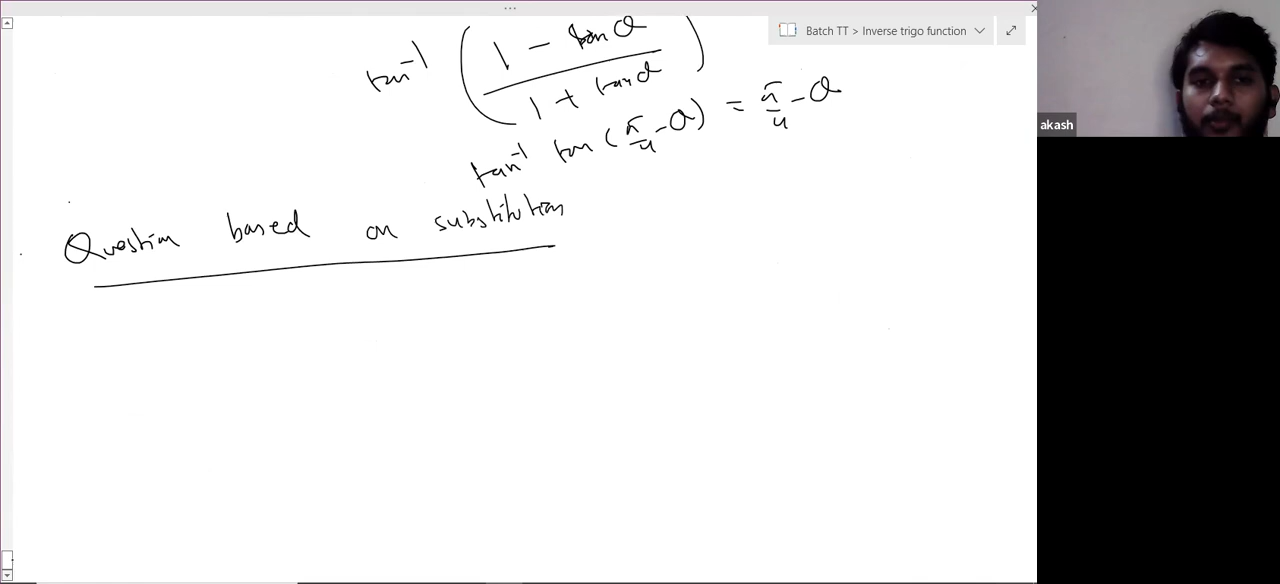 Batch TT > Inverse trigo function
akash
tan⁻¹ ( 1 - tan θ / 1 + tan θ )
tan⁻¹ tan ( π/4 - θ ) = π/4 - θ
Question based on substitution